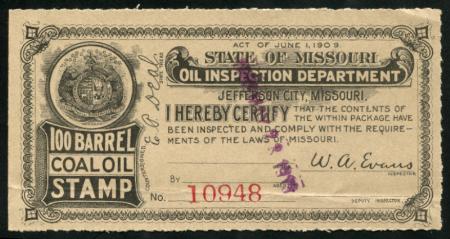 ACT OF JUNE 1, 1909
STATE OF MISSOURI
OIL INSPECTION DEPARTMENT
JEFFERSON CITY, MISSOURI.
I HEREBY CERTIFY THAT THE CONTENTS
OF THE WITHIN PACKAGE HAVE
BEEN INSPECTED AND COMPLY WITH THE REQUIRE-
MENTS OF THE LAWS OF MISSOURI.
W. A. Evans
INSPECTOR
By
No. 10948
DEPUTY INSPECTOR
100 BARREL
COAL OIL
STAMP